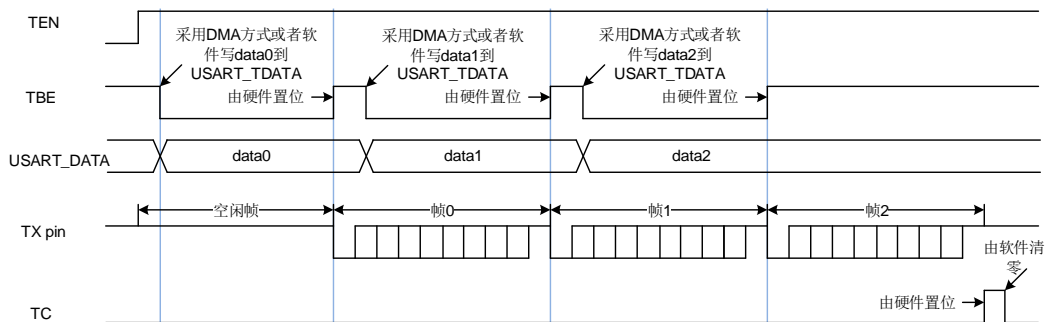 TEN
采用DMA方式或者软
件写data0到
USART_TDATA
采用DMA方式或者软
件写data1到
USART_TDATA
采用DMA方式或者软
件写data2到
USART_TDATA
TBE
由硬件置位
由硬件置位
由硬件置位
USART_DATA
data0
data1
data2
空闲帧
帧0
帧1
帧2
TX pin
由软件清
零
由硬件置位
TC